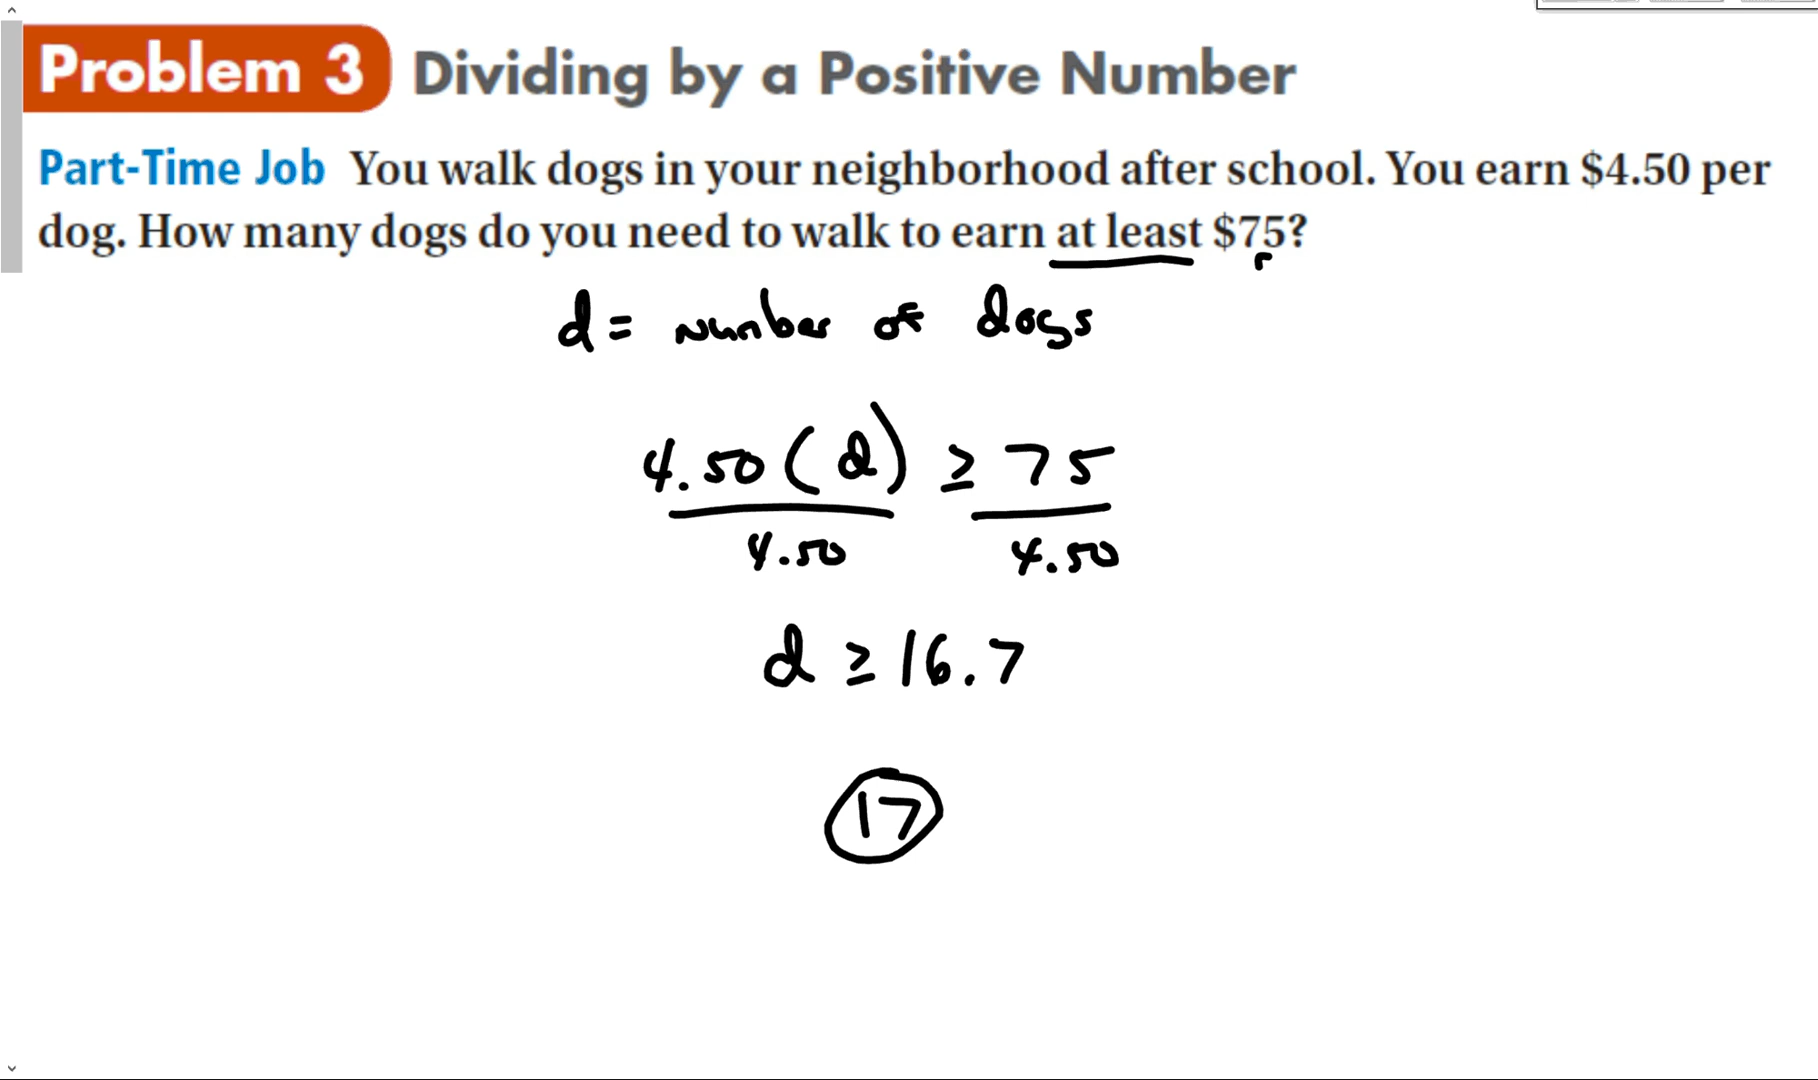 Problem 3 Dividing by a Positive Number
Part-Time Job You walk dogs in your neighborhood after school. You earn $4.50 per
dog. How many dogs do you need to walk to earn at least $75?
d = number of dogs
4.50 (d) ≥ 75
4.50 4.50
d ≥ 16.7
17